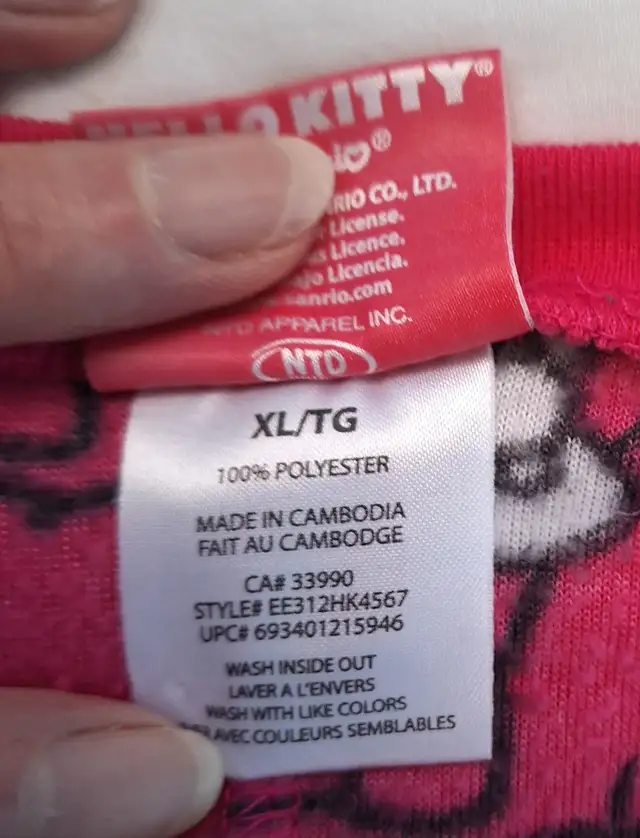 KITTY®
®
CO., LTD.
License.
Licence.
Licencia.
sanrio.com
NTD APPAREL INC.
NTD
XL/TG
100% POLYESTER
MADE IN CAMBODIA
FAIT AU CAMBODGE
CA# 33990
STYLE# EE312HK4567
UPC# 693401215946
WASH INSIDE OUT
LAVER A L'ENVERS
WASH WITH LIKE COLORS
AVEC COULEURS SEMBLABLES